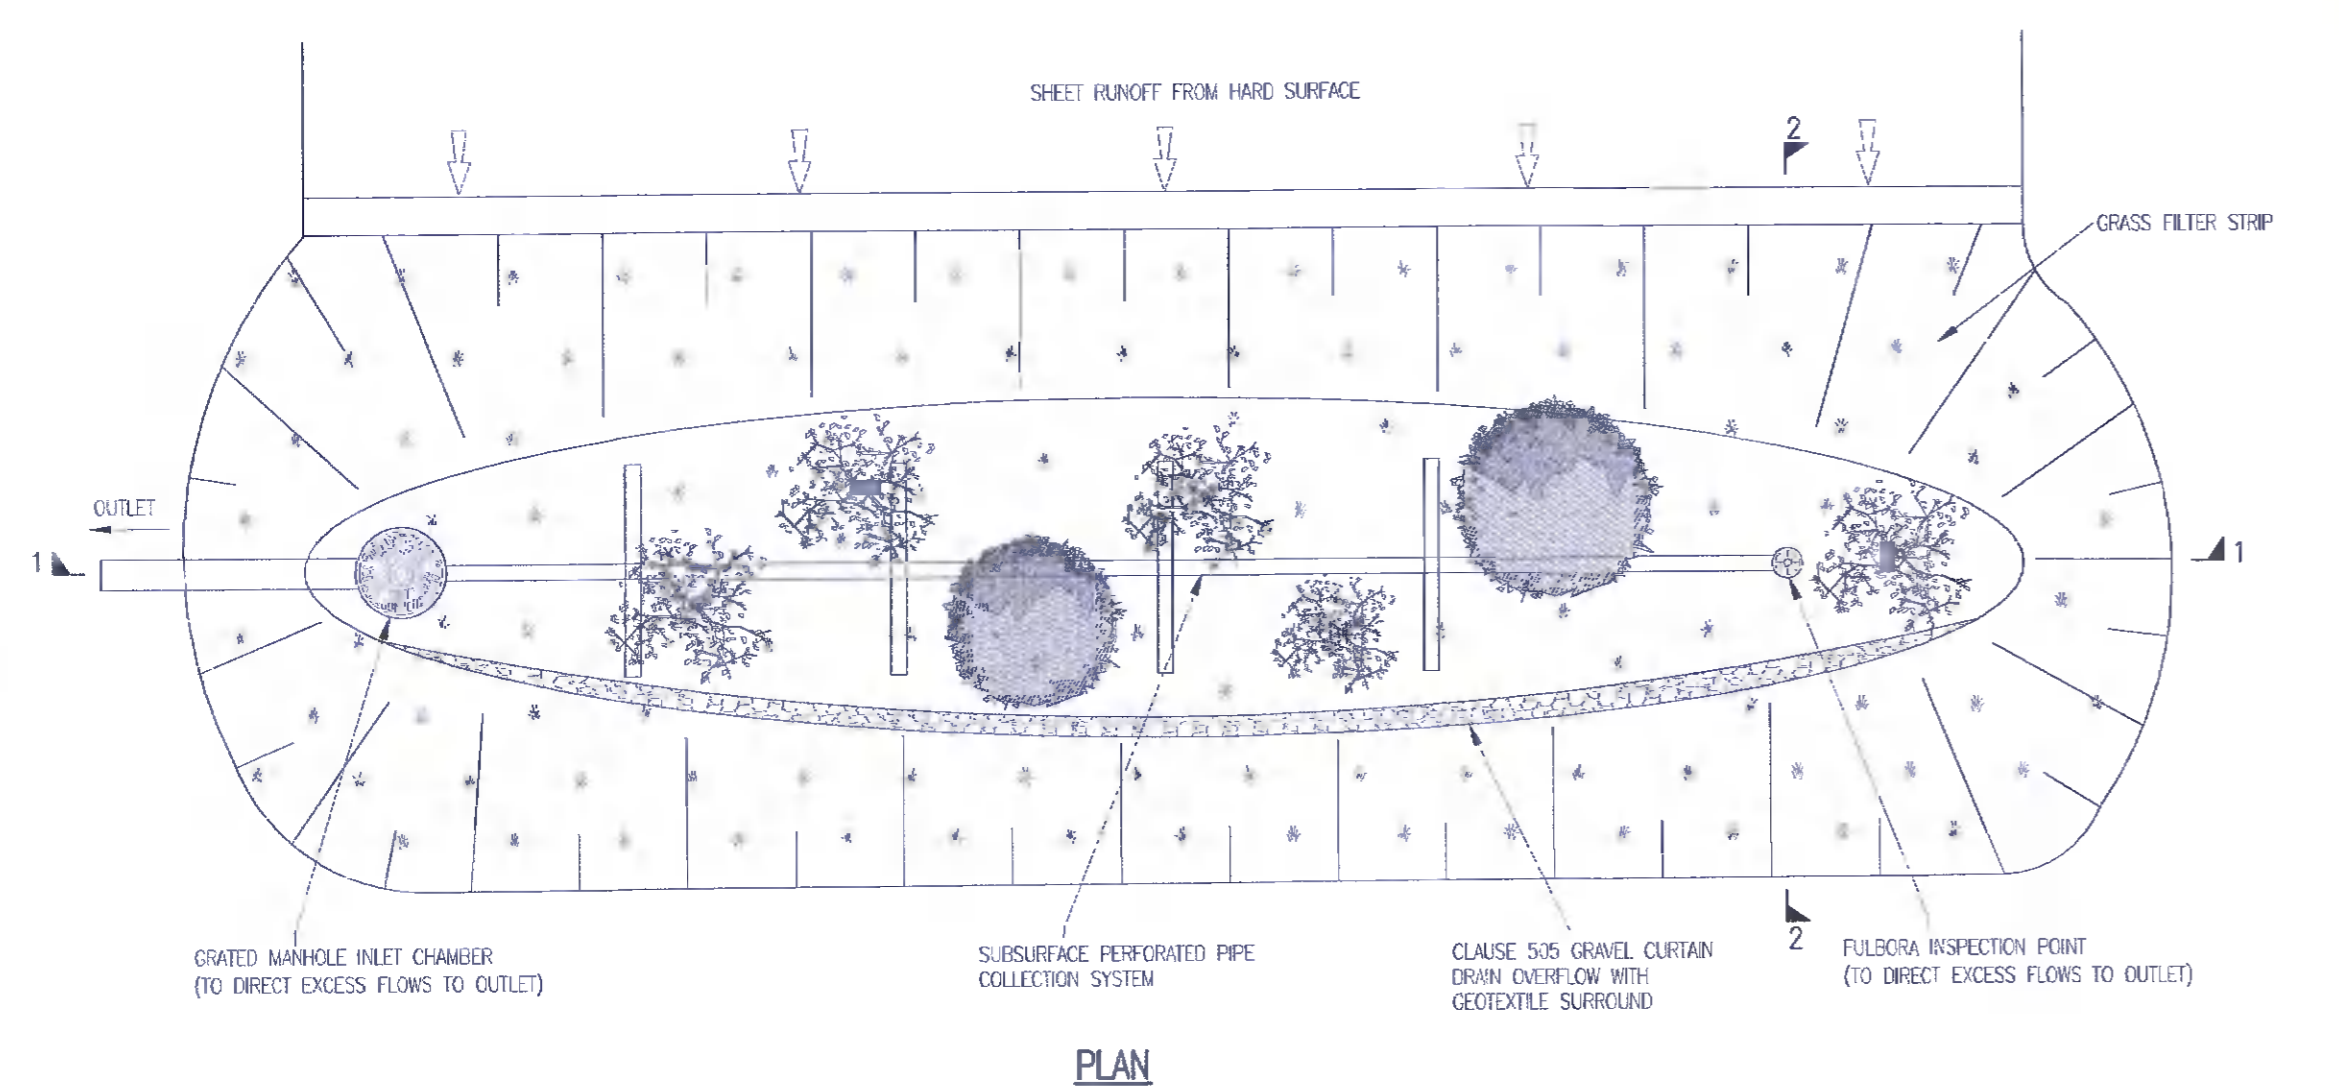 SHEET RUNOFF FROM HARD SURFACE
2
GRASS FILTER STRIP
OUTLET
1
1
2
GRATED MANHOLE INLET CHAMBER
(TO DIRECT EXCESS FLOWS TO OUTLET)
SUBSURFACE PERFORATED PIPE
COLLECTION SYSTEM
CLAUSE 505 GRAVEL CURTAIN
DRAIN OVERFLOW WITH
GEOTEXTILE SURROUND
FULBORA INSPECTION POINT
(TO DIRECT EXCESS FLOWS TO OUTLET)
PLAN